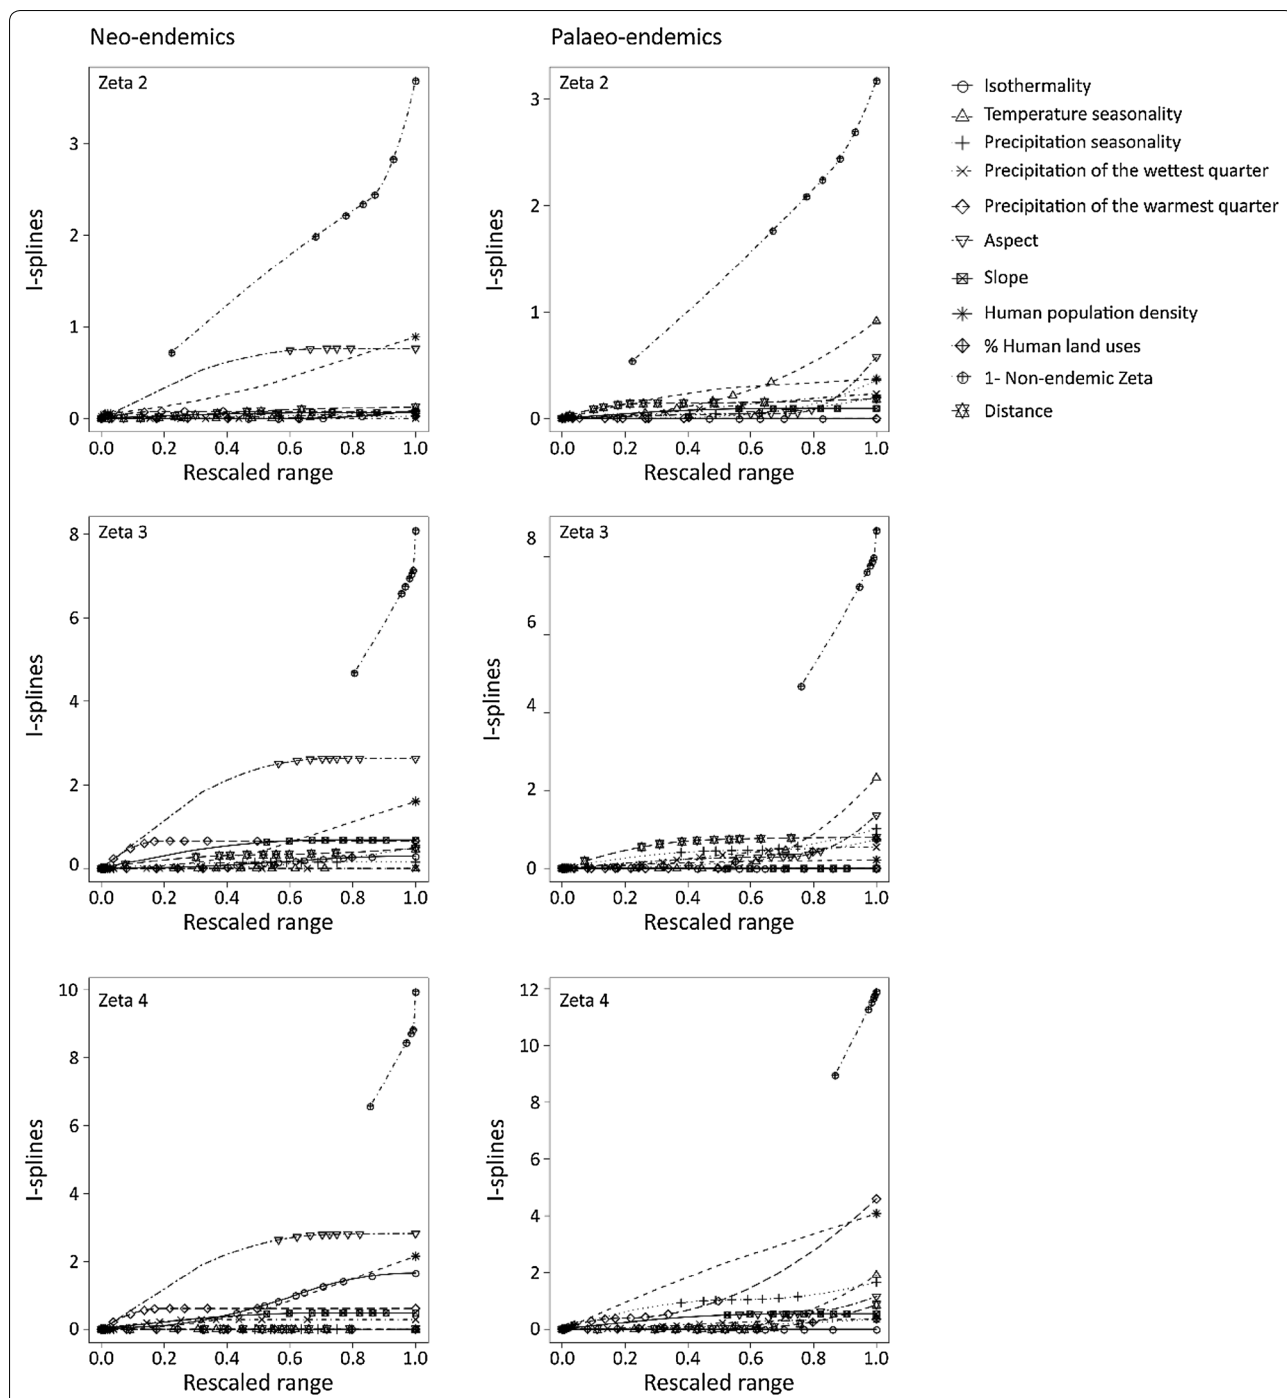 Neo-endemics
Palaeo-endemics
Zeta 2
I-splines
3
2
1
0
0.0 0.2 0.4 0.6 0.8 1.0
Rescaled range
Zeta 2
I-splines
3
2
1
0
0.0 0.2 0.4 0.6 0.8 1.0
Rescaled range
Isothermality
Temperature seasonality
Precipitation seasonality
Precipitation of the wettest quarter
Precipitation of the warmest quarter
Aspect
Slope
Human population density
% Human land uses
1- Non-endemic Zeta
Distance
Zeta 3
I-splines
8
6
4
2
0
0.0 0.2 0.4 0.6 0.8 1.0
Rescaled range
Zeta 3
I-splines
8
6
4
2
0
0.0 0.2 0.4 0.6 0.8 1.0
Rescaled range
Zeta 4
I-splines
10
8
6
4
2
0
0.0 0.2 0.4 0.6 0.8 1.0
Rescaled range
Zeta 4
I-splines
12
10
8
12
4
2
0
0.0 0.2 0.4 0.6 0.8 1.0
Rescaled range